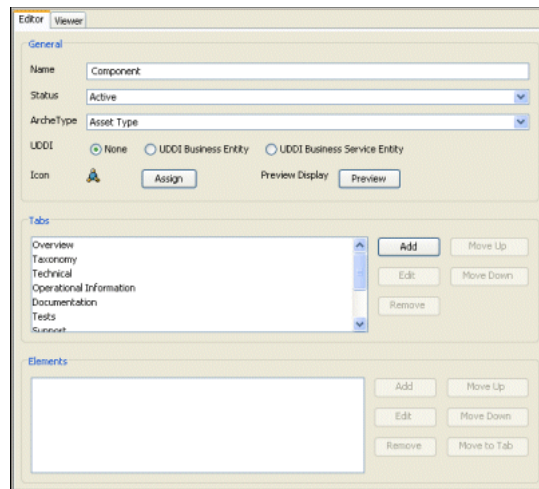 Editor Viewer
General
Name Component
Status Active
ArcheType Asset Type
UDDI None UDDI Business Entity UDDI Business Service Entity
Icon Assign Preview Display Preview
Tabs
Overview
Taxonomy
Technical
Operational Information
Documentation
Tests
Support
Add Move Up
Edit Move Down
Remove
Elements
Add Move Up
Edit Move Down
Remove Move to Tab